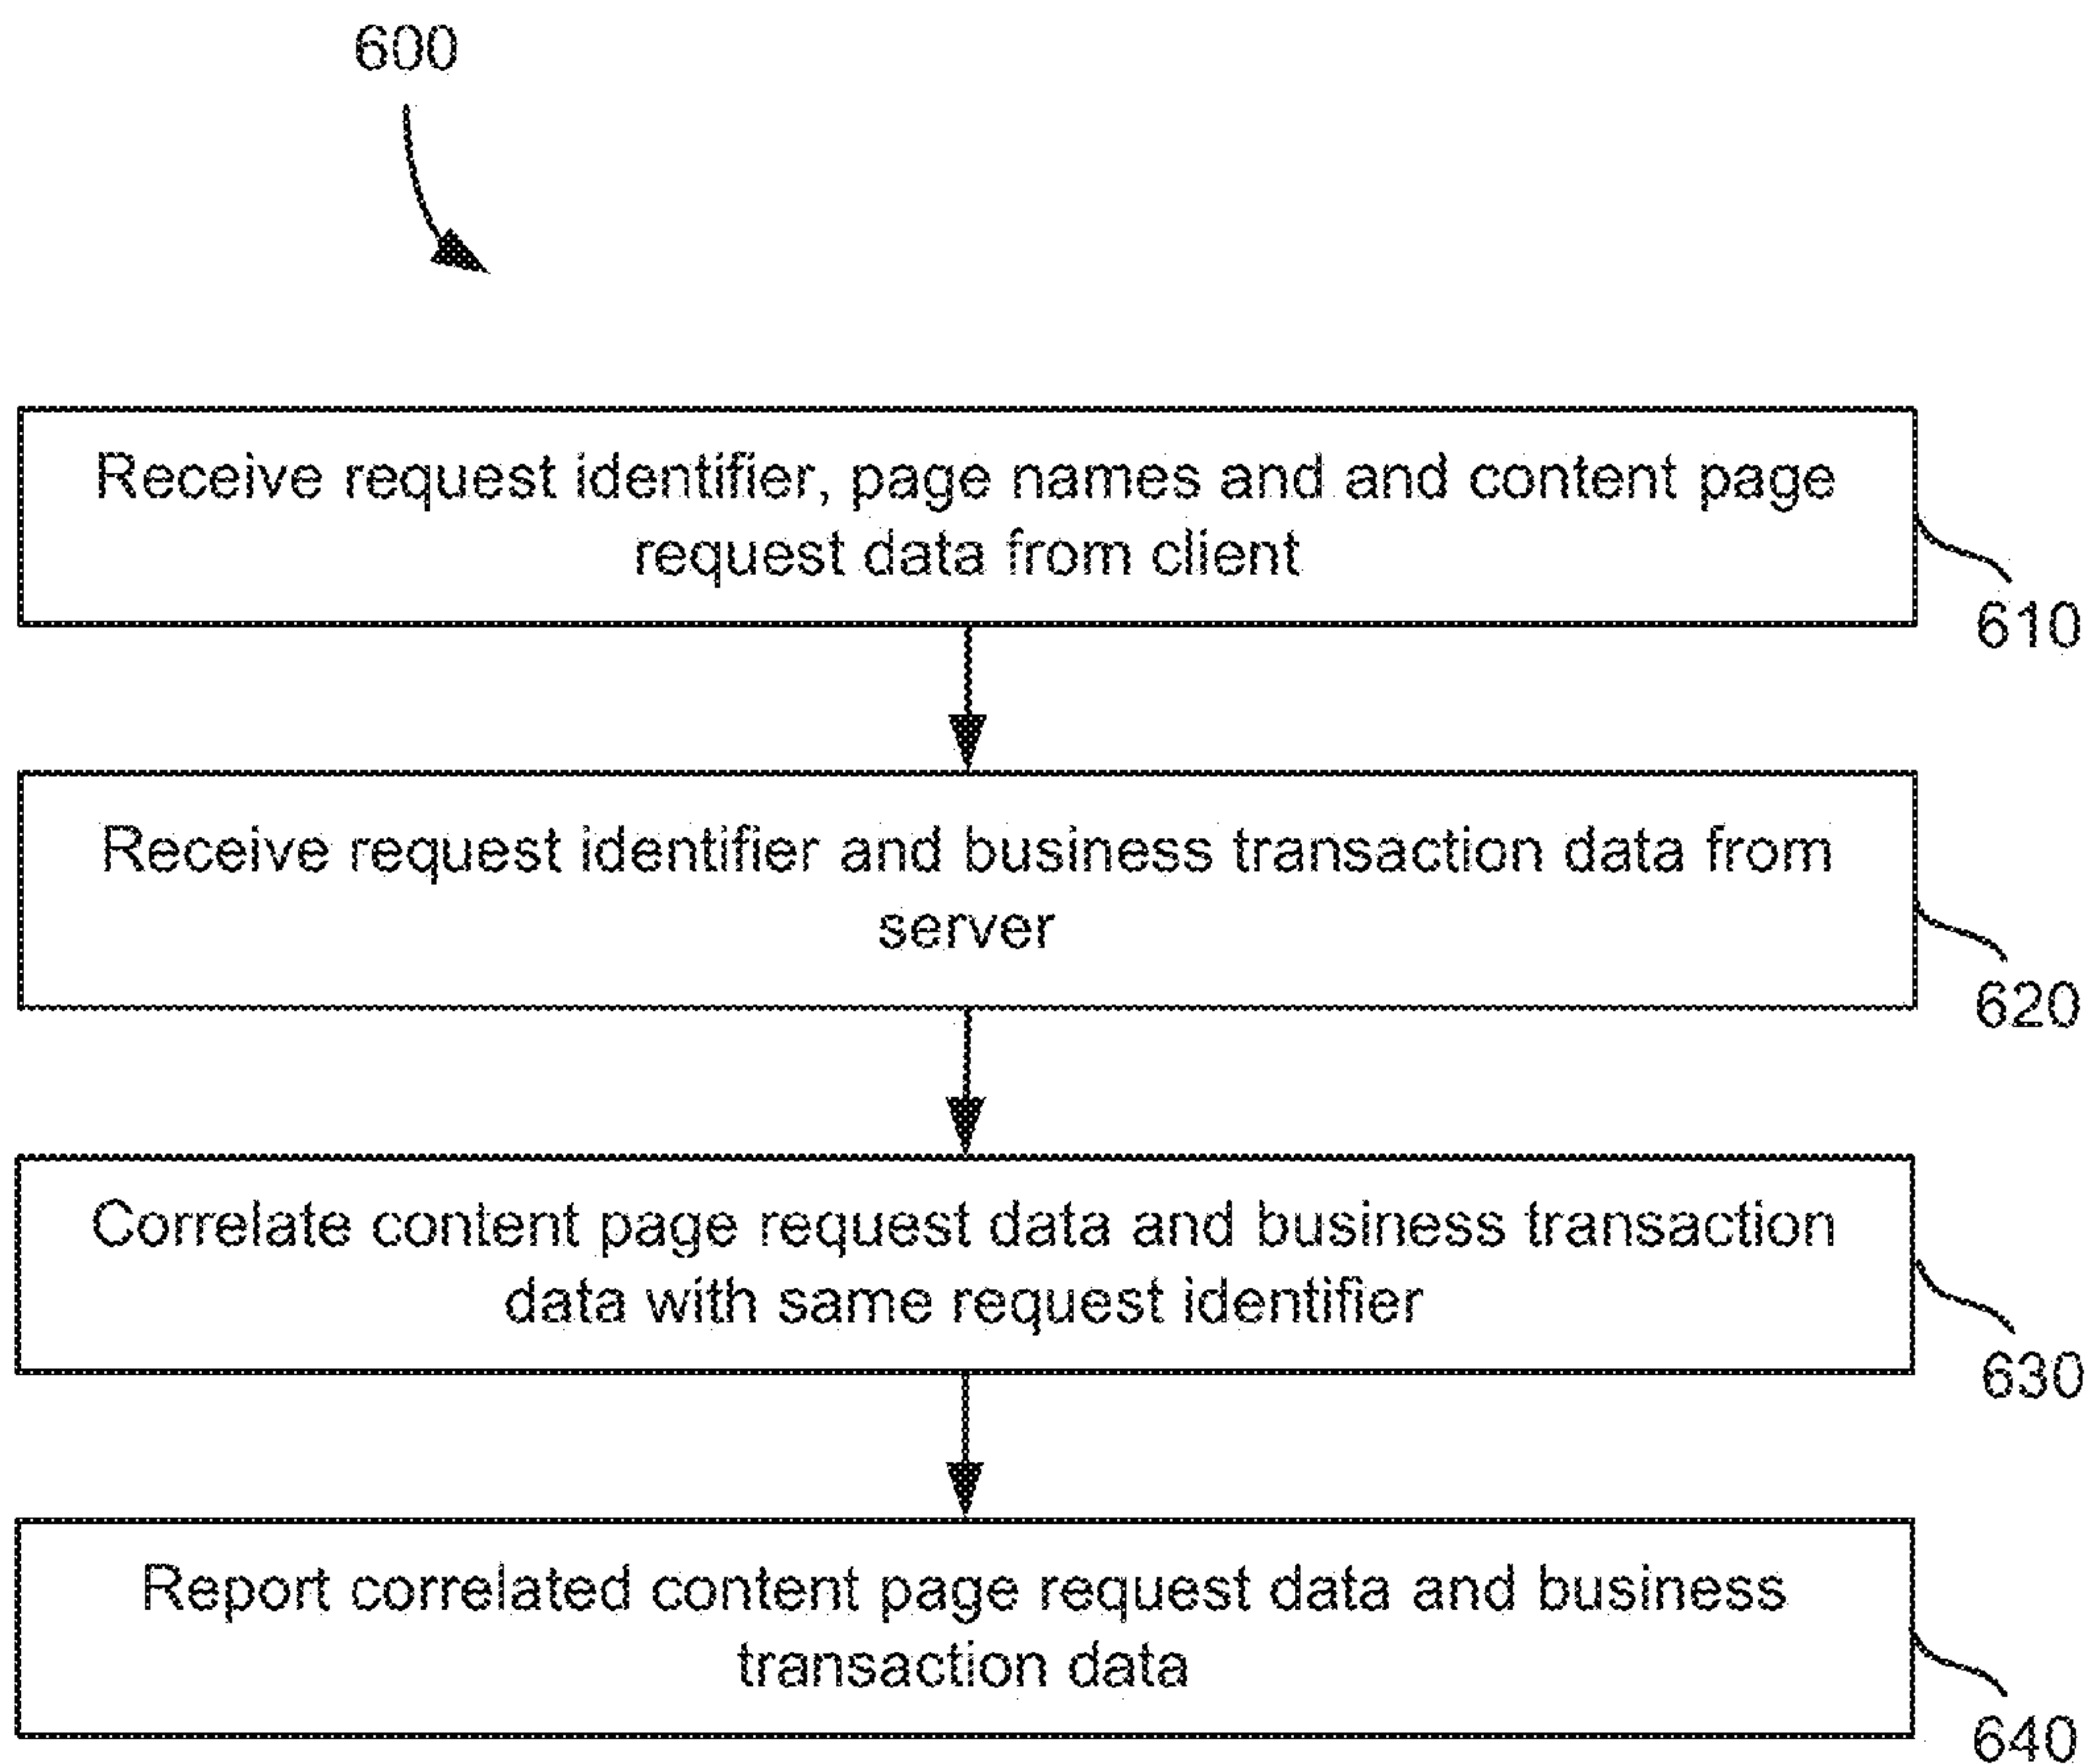 600
Receive request identifier, page names and and content page
request data from client
610
Receive request identifier and business transaction data from
server
620
Correlate content page request data and business transaction
data with same request identifier
630
Report correlated content page request data and business
transaction data
640